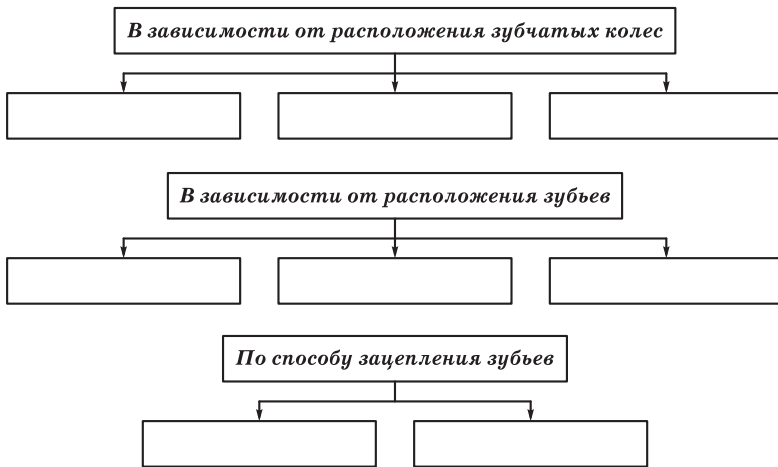 В зависимости от расположения зубчатых колес
В зависимости от расположения зубьев
По способу зацепления зубьев